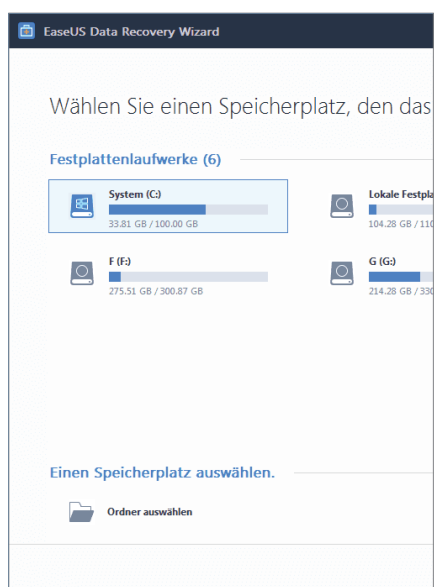 EaseUS Data Recovery Wizard
Wählen Sie einen Speicherplatz, den das
Festplattenlaufwerke (6)
System (C:)
33.81 GB / 100.00 GB
Lokale Festpla
104.28 GB / 110
F (F:)
275.51 GB / 300.87 GB
G (G:)
214.28 GB / 330
Einen Speicherplatz auswählen.
Ordner auswählen